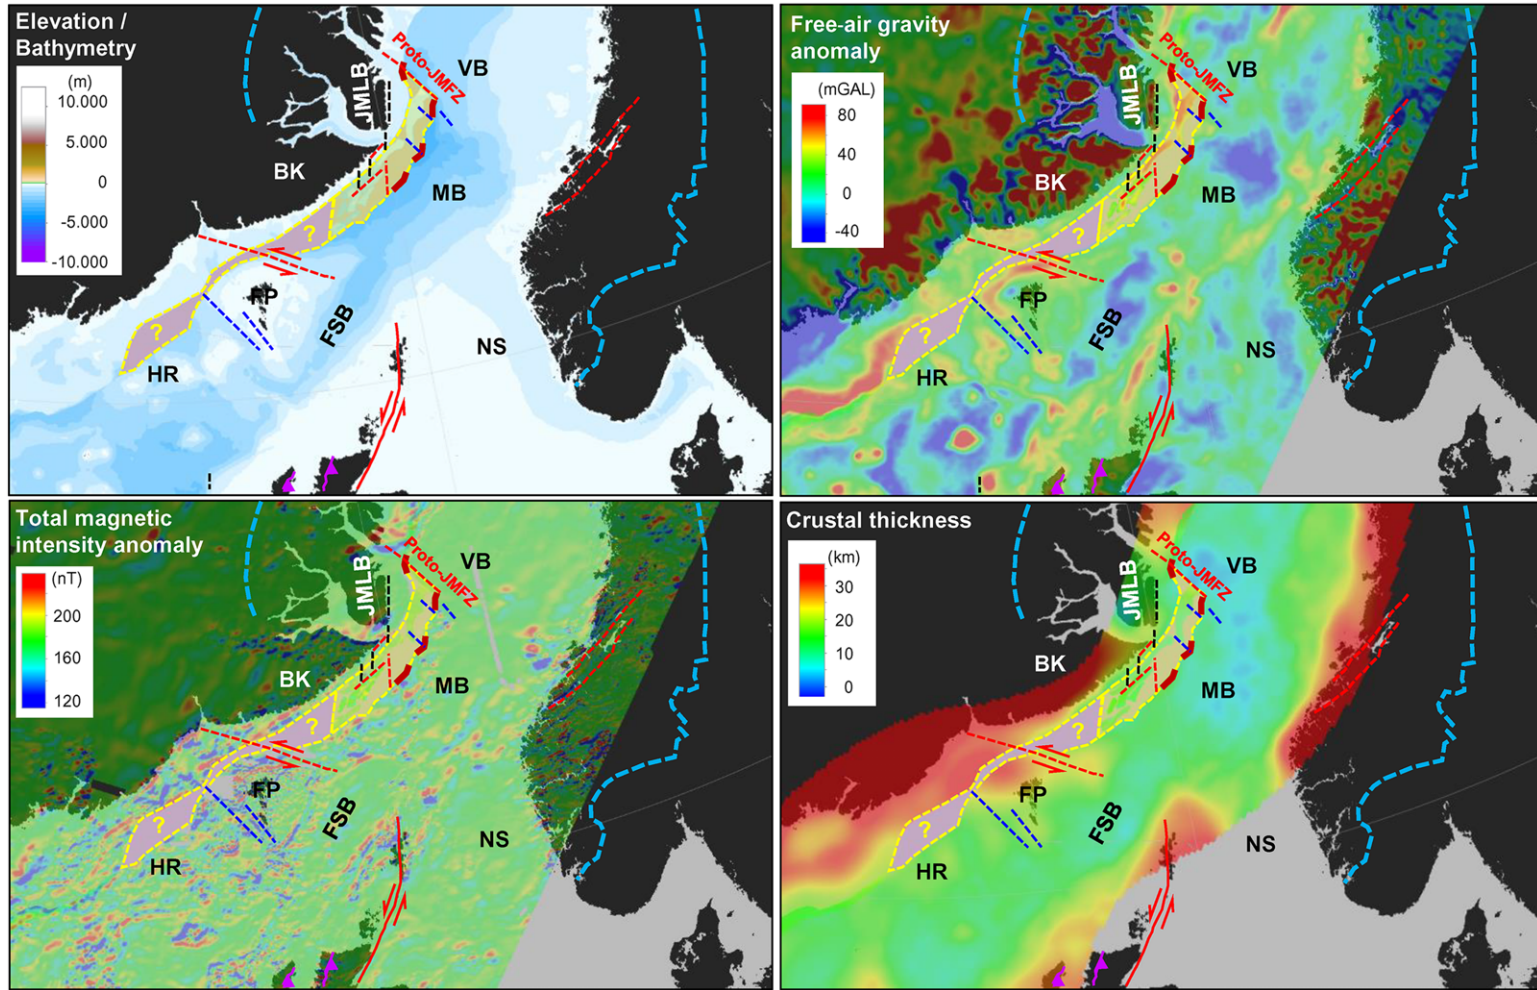 Elevation /
Bathymetry
(m)
10.000
5.000
0
-5.000
-10.000
Proto-JMFZ
VB
JMLB
BK
MB
?
FP
FSB
?
HR
NS
Free-air gravity
anomaly
(mGAL)
80
40
0
-40
Proto-JMFZ
VB
JMLB
BK
MB
?
FP
FSB
?
HR
NS
Total magnetic
intensity anomaly
(nT)
200
160
120
Proto-JMFZ
VB
JMLB
BK
MB
?
FP
FSB
?
HR
NS
Crustal thickness
(km)
30
20
10
0
Proto-JMFZ
VB
JMLB
BK
MB
?
FP
FSB
?
HR
NS